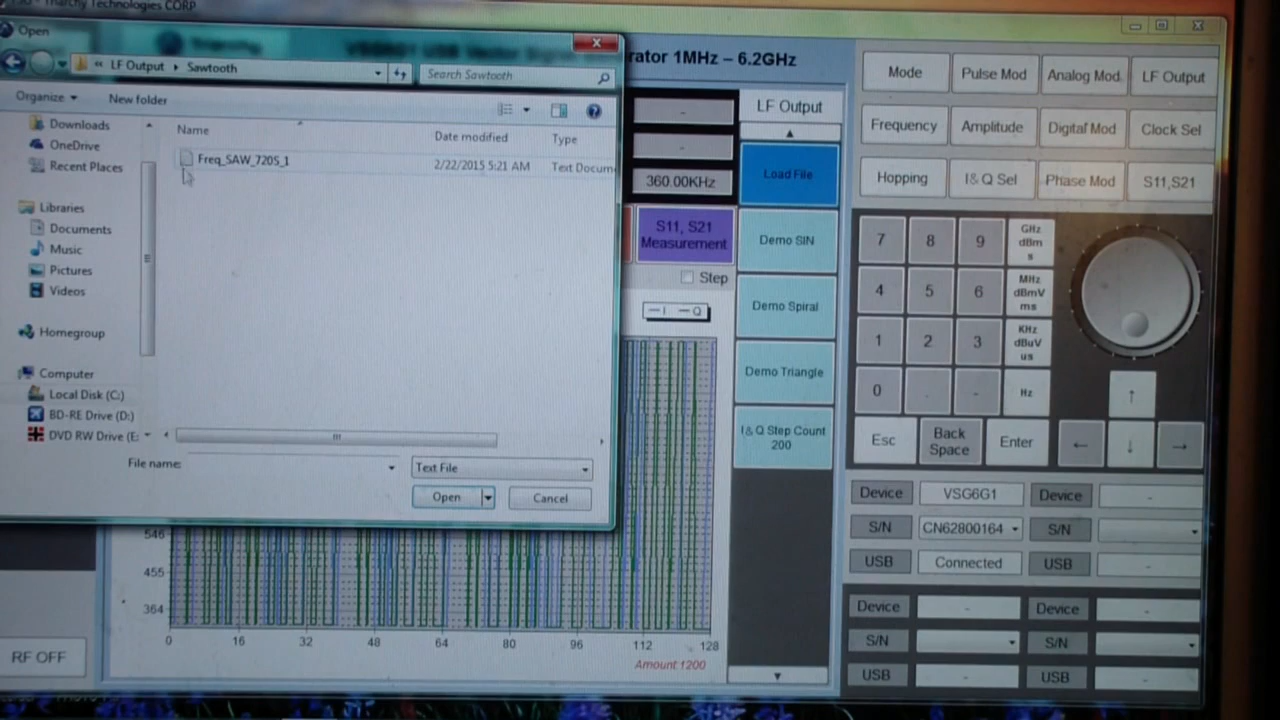 Triarchy Technologies CORP
Open
« LF Output ▸ Sawtooth
Search Sawtooth
Organize ▾
New folder
Downloads
OneDrive
Recent Places
Libraries
Documents
Music
Pictures
Videos
Homegroup
Computer
Local Disk (C:)
BD-RE Drive (D:)
DVD RW Drive (E:
Name
Date modified
Type
Freq_SAW_720S_1
2/22/2015 5:21 AM
Text Docum
File name:
Text File
Open
Cancel
rator 1MHz – 6.2GHz
-
-
360.00KHz
S11, S21
Measurement
Step
I Q
546
455
364
0 16 32 48 64 80 96 112 128
Amount 1200
RF OFF
LF Output
Load File
Demo SIN
Demo Spiral
Demo Triangle
I & Q Step Count
200
Mode
Pulse Mod
Analog Mod.
LF Output
Frequency
Amplitude
Digital Mod
Clock Sel
Hopping
I & Q Sel
Phase Mod
S11,S21
7 8 9
GHz
dBm
s
4 5 6
MHz
dBmV
ms
1 2 3
KHz
dBuV
us
0 . -
Hz
Esc
Back
Space
Enter
↑
← ↓ →
Device
VSG6G1
Device
-
S/N
CN62800164
S/N
USB
Connected
USB
-
Device
-
Device
-
S/N
S/N
USB
-
USB
-